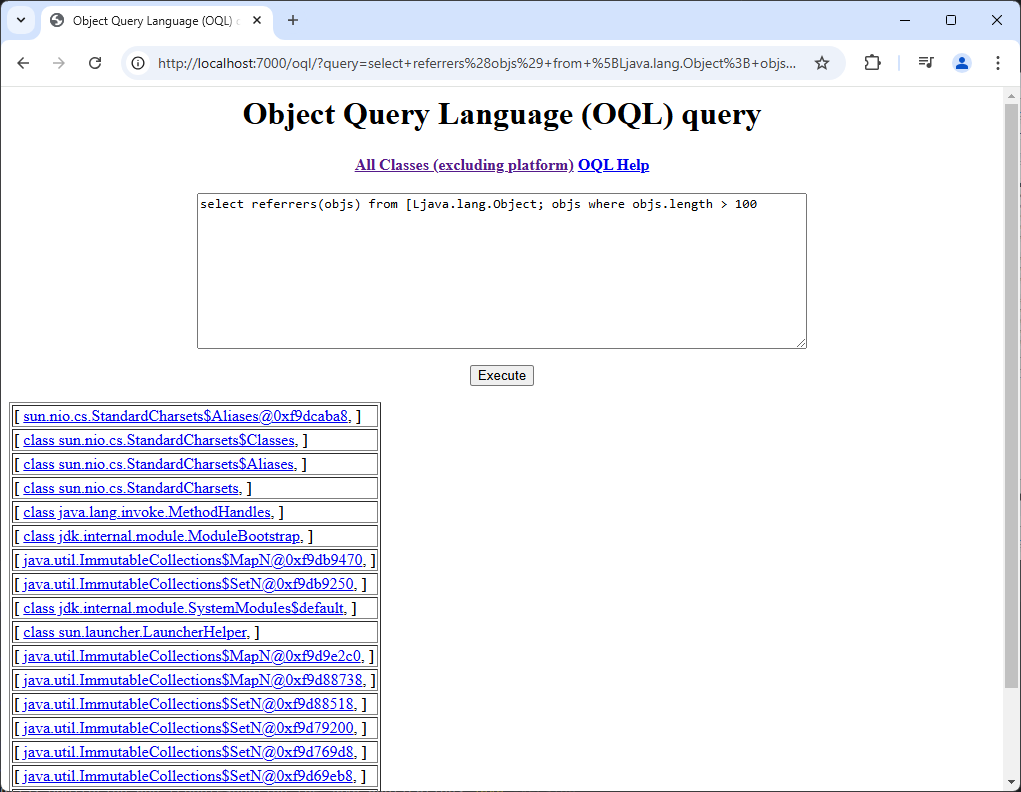 Object Query Language (OQL)
http://localhost:7000/oql/?query=select+referrers%28objs%29+from+%5BLjava.lang.Object%3B+objs...
Object Query Language (OQL) query
All Classes (excluding platform) OQL Help
select referrers(objs) from [Ljava.lang.Object; objs where objs.length > 100
Execute
[ sun.nio.cs.StandardCharsets$Aliases@0xf9dcaba8, ]
[ class sun.nio.cs.StandardCharsets$Classes, ]
[ class sun.nio.cs.StandardCharsets$Aliases, ]
[ class sun.nio.cs.StandardCharsets, ]
[ class java.lang.invoke.MethodHandles, ]
[ class jdk.internal.module.ModuleBootstrap, ]
[ java.util.ImmutableCollections$MapN@0xf9db9470, ]
[ java.util.ImmutableCollections$SetN@0xf9db9250, ]
[ class jdk.internal.module.SystemModules$default, ]
[ class sun.launcher.LauncherHelper, ]
[ java.util.ImmutableCollections$MapN@0xf9d9e2c0, ]
[ java.util.ImmutableCollections$MapN@0xf9d88738, ]
[ java.util.ImmutableCollections$SetN@0xf9d88518, ]
[ java.util.ImmutableCollections$SetN@0xf9d79200, ]
[ java.util.ImmutableCollections$SetN@0xf9d769d8, ]
[ java.util.ImmutableCollections$SetN@0xf9d69eb8, ]